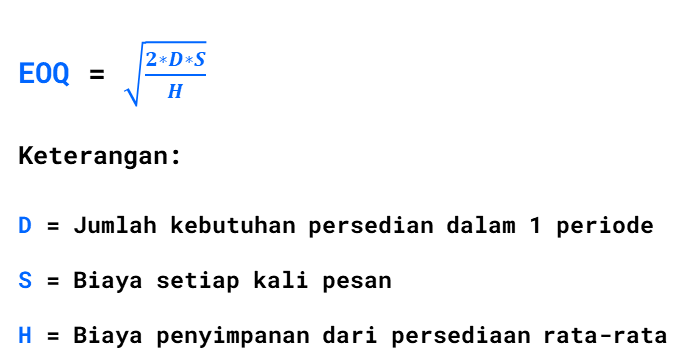 EOQ = √(2*D*S / H)
Keterangan:
D = Jumlah kebutuhan persedian dalam 1 periode
S = Biaya setiap kali pesan
H = Biaya penyimpanan dari persediaan rata-rata